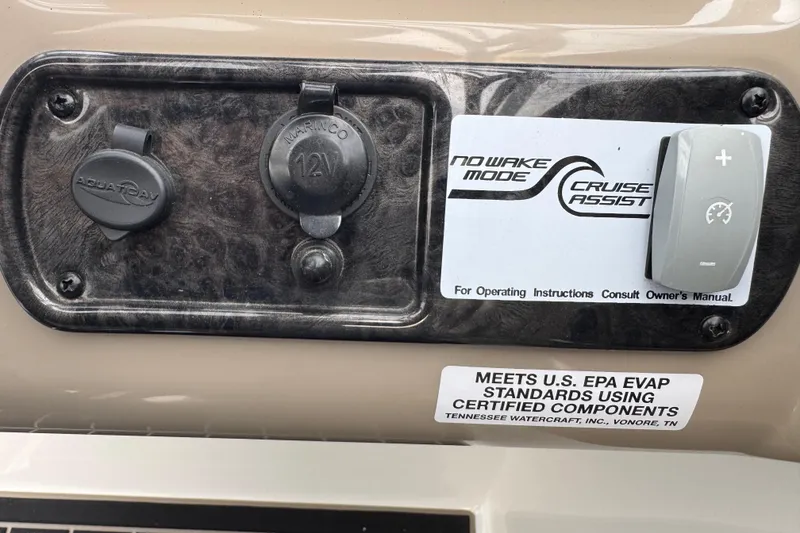 AQUATRAV
MARINCO
12V
NO WAKE
MODE
CRUISE
ASSIST
+
-
For Operating Instructions Consult Owner's Manual.
MEETS U.S. EPA EVAP
STANDARDS USING
CERTIFIED COMPONENTS
TENNESSEE WATERCRAFT, INC., VONORE, TN